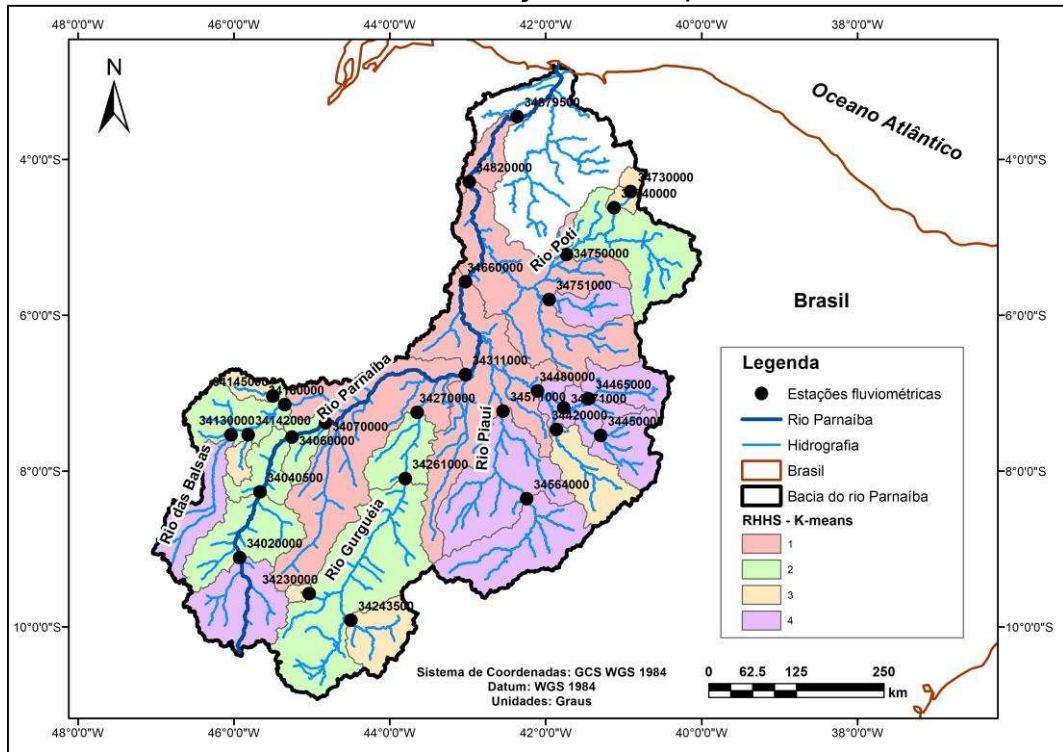 48°0'0"W
46°0'0"W
44°0'0"W
42°0'0"W
40°0'0"W
38°0'0"W
N
Oceano Atlântico
4°0'0"S
4°0'0"S
34879500
34820000
34730000
Rio Poti
34750000
34660000
34751000
Brasil
6°0'0"S
6°0'0"S
34311000
Rio Parnaíba
34145000
34270000
34480000
34465000
34571000
34420000
34450000
34130000
34142000
34070000
34060000
Rio Piauí
34261000
Rio das Balsas
34040500
34564000
8°0'0"S
8°0'0"S
Rio Gurguéia
34020000
34230000
34243500
10°0'0"S
10°0'0"S
Legenda
Estações fluviométricas
Rio Parnaíba
Hidrografia
Brasil
Bacia do rio Parnaíba
RHHS - K-means
1
2
3
4
Sistema de Coordenadas: GCS WGS 1984
Datum: WGS 1984
Unidades: Graus
0 62.5 125 250
km
48°0'0"W
46°0'0"W
44°0'0"W
42°0'0"W
40°0'0"W
38°0'0"W